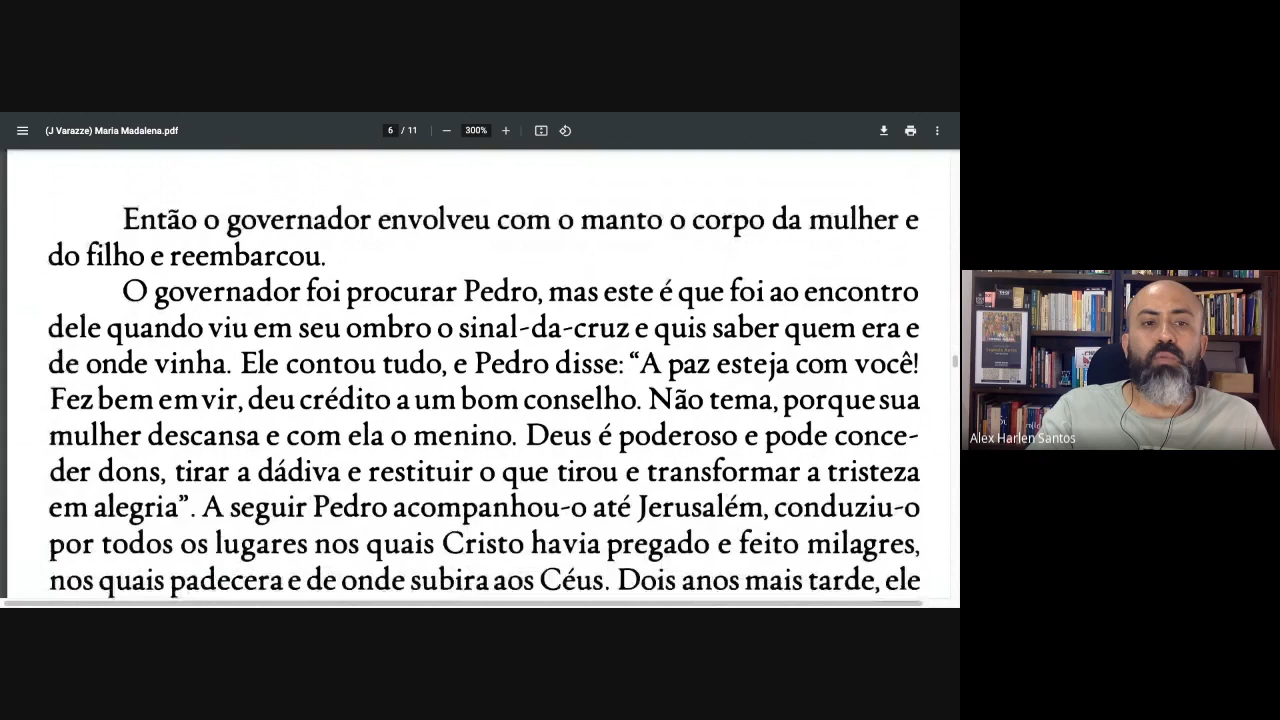 (J Varazze) Maria Madalena.pdf
6 / 11
300%
Então o governador envolveu com o manto o corpo da mulher e
do filho e reembarcou.
O governador foi procurar Pedro, mas este é que foi ao encontro
dele quando viu em seu ombro o sinal-da-cruz e quis saber quem era e
de onde vinha. Ele contou tudo, e Pedro disse: “A paz esteja com você!
Fez bem em vir, deu crédito a um bom conselho. Não tema, porque sua
mulher descansa e com ela o menino. Deus é poderoso e pode conce-
der dons, tirar a dádiva e restituir o que tirou e transformar a tristeza
em alegria”. A seguir Pedro acompanhou-o até Jerusalém, conduziu-o
por todos os lugares nos quais Cristo havia pregado e feito milagres,
nos quais padecera e de onde subira aos Céus. Dois anos mais tarde, ele
Alex Harlen Santos